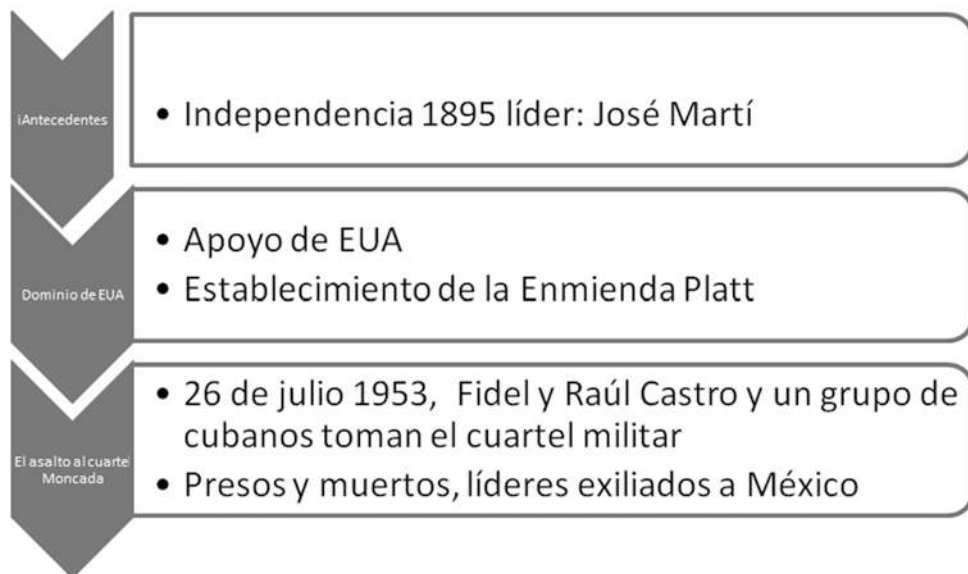 iAntecedentes
• Independencia 1895 líder: José Martí
Dominio de EUA
• Apoyo de EUA
• Establecimiento de la Enmienda Platt
El asalto al cuartel
Moncada
• 26 de julio 1953, Fidel y Raúl Castro y un grupo de
cubanos toman el cuartel militar
• Presos y muertos, líderes exiliados a México